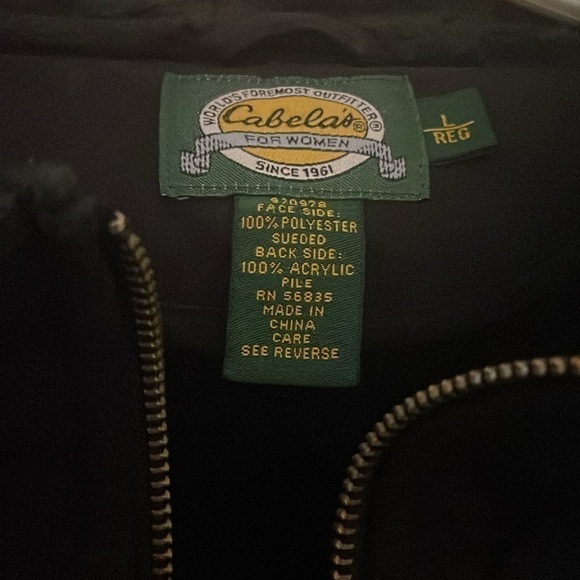 WORLD'S FOREMOST OUTFITTER®
Cabela's®
FOR WOMEN
SINCE 1961
L
REG
920978
FACE SIDE:
100% POLYESTER
SUEDED
BACK SIDE:
100% ACRYLIC
PILE
RN 56835
MADE IN
CHINA
CARE
SEE REVERSE